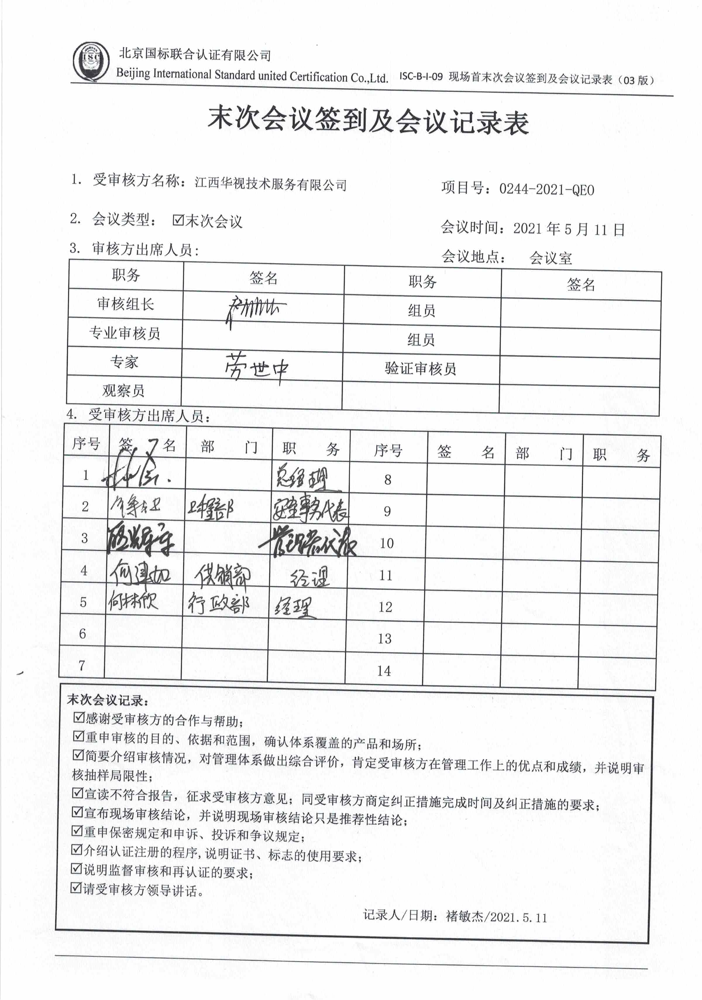 北京国标联合认证有限公司
Beijing International Standard united Certification Co.,Ltd. ISC-B-I-09 现场首末次会议签到及会议记录表（03 版）
ISC
末次会议签到及会议记录表
1. 受审核方名称：江西华视技术服务有限公司 项目号：0244-2021-QEO
2. 会议类型： ☑末次会议 会议时间：2021 年 5 月 11 日
3. 审核方出席人员： 会议地点： 会议室
职务 签名 职务 签名
审核组长 组员
专业审核员 组员
专家 劳世中 验证审核员
观察员
4. 受审核方出席人员：
序号 签 名 部 门 职 务 序号 签 名 部 门 职 务
1 总经理 8
2 工程部 安全事务代表 9
3 管理者代表 10
4 何建如 供销部 经理 11
5 何林欣 行政部 经理 12
6 13
7 14
末次会议记录：
☑感谢受审核方的合作与帮助；
☑重申审核的目的、依据和范围，确认体系覆盖的产品和场所；
☑简要介绍审核情况，对管理体系做出综合评价，肯定受审核方在管理工作上的优点和成绩，并说明审
核抽样局限性；
☑宣读不符合报告，征求受审核方意见；同受审核方商定纠正措施完成时间及纠正措施的要求；
☑宣布现场审核结论，并说明现场审核结论只是推荐性结论；
☑重申保密规定和申诉、投诉和争议规定；
☑介绍认证注册的程序,说明证书、标志的使用要求；
☑说明监督审核和再认证的要求；
☑请受审核方领导讲话。
记录人/日期：褚敏杰/2021.5.11